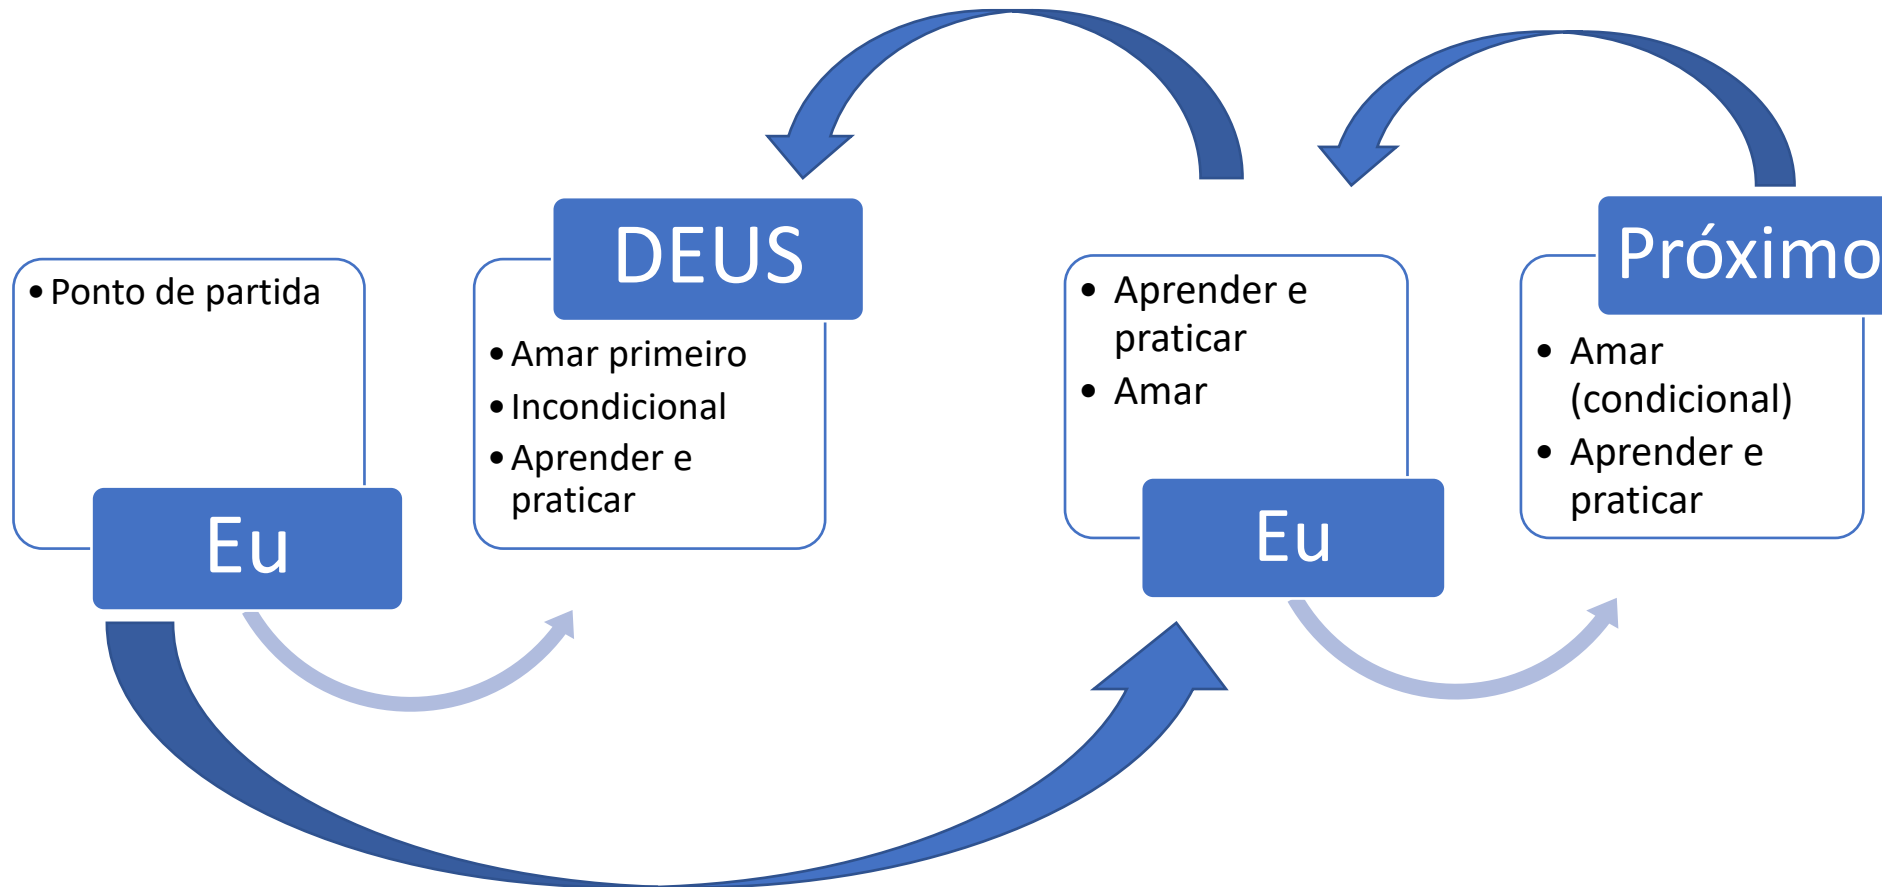 • Ponto de partida
Eu
DEUS
• Amar primeiro
• Incondicional
• Aprender e
praticar
• Aprender e
praticar
• Amar
Eu
Próximo
• Amar
(condicional)
• Aprender e
praticar